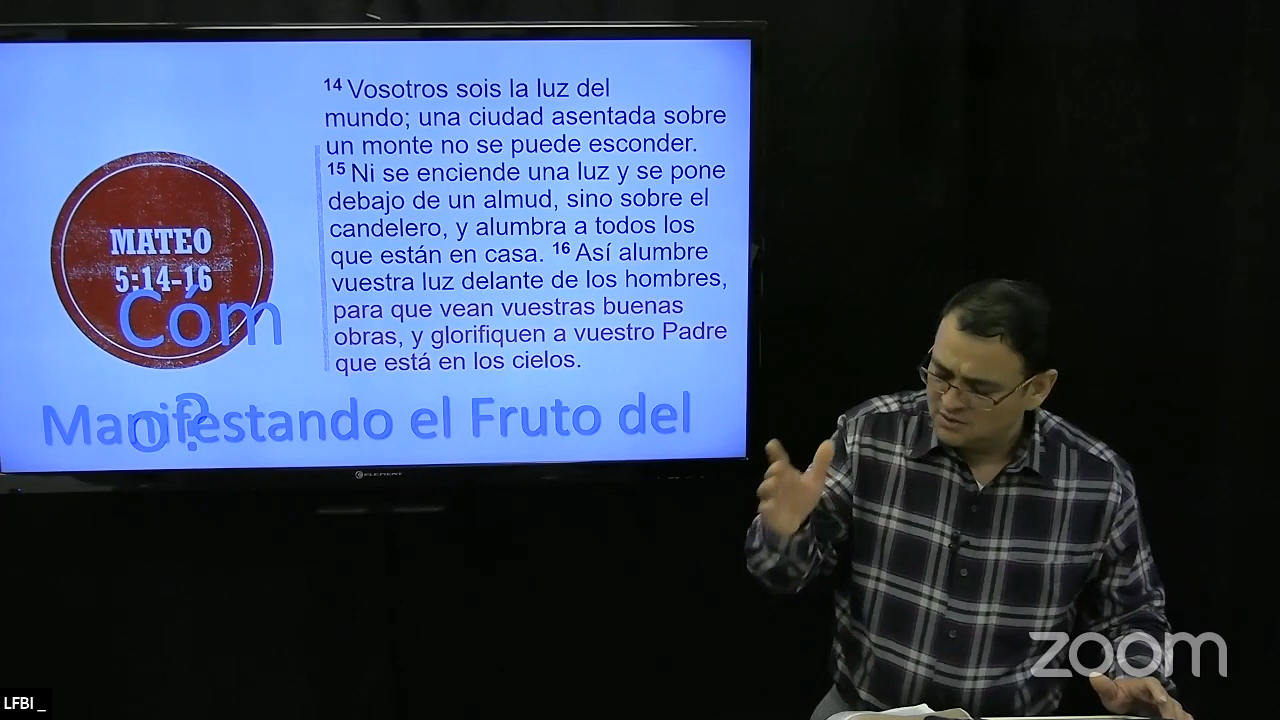 14 Vosotros sois la luz del
mundo; una ciudad asentada sobre
un monte no se puede esconder.
15 Ni se enciende una luz y se pone
debajo de un almud, sino sobre el
candelero, y alumbra a todos los
que están en casa. 16 Así alumbre
vuestra luz delante de los hombres,
para que vean vuestras buenas
obras, y glorifiquen a vuestro Padre
que está en los cielos.
MATEO
5:14-16
Cóm
o?
Manifestando el Fruto del
ELEMENT
zoom
LFBI _